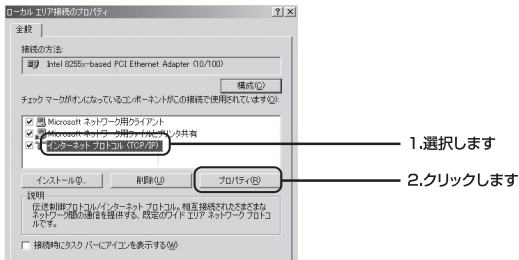 ローカル エリア接続のプロパティ
全般
接続の方法:
Intel 8255x-based PCI Ethernet Adapter (10/100)
構成(C)
チェック マークがオンになっているコンポーネントがこの接続で使用されています(O):
Microsoft ネットワーク用クライアント
Microsoft ネットワーク用ファイルとプリンタ共有
インターネット プロトコル (TCP/IP)
1.選択します
インストール(I)...
削除(U)
プロパティ(R)
2.クリックします
説明
伝送制御プロトコル/インターネット プロトコル。相互接続されたさまざまな
ネットワーク間の通信を提供する、既定のワイド エリア ネットワーク プロトコ
ルです。
接続時にタスク バーにアイコンを表示する(W)